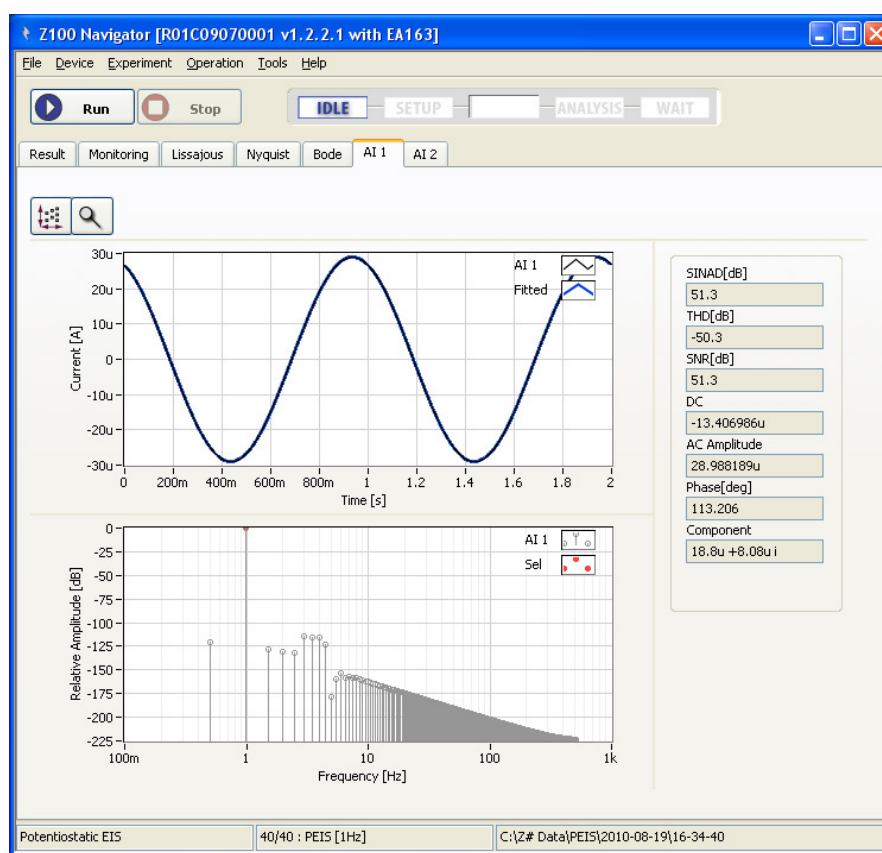 Z100 Navigator [R01C09070001 v1.2.2.1 with EA163]
File Device Experiment Operation Tools Help
Run Stop IDLE SETUP ANALYSIS WAIT
Result Monitoring Lissajous Nyquist Bode AI 1 AI 2
30u
20u
10u
0
-10u
-20u
-30u
Current [A]
AI 1
Fitted
0 200m 400m 600m 800m 1 1.2 1.4 1.6 1.8 2
Time [s]
0
-25
-50
-75
-100
-125
-150
-175
-200
-225
Relative Amplitude [dB]
AI 1
Sel
100m 1 10 100 1k
Frequency [Hz]
SINAD[dB]
51.3
THD[dB]
-50.3
SNR[dB]
51.3
DC
-13.406986u
AC Amplitude
28.988189u
Phase[deg]
113.206
Component
18.8u +8.08u i
Potentiostatic EIS 40/40 : PEIS [1Hz] C:\Z# Data\PEIS\2010-08-19\16-34-40